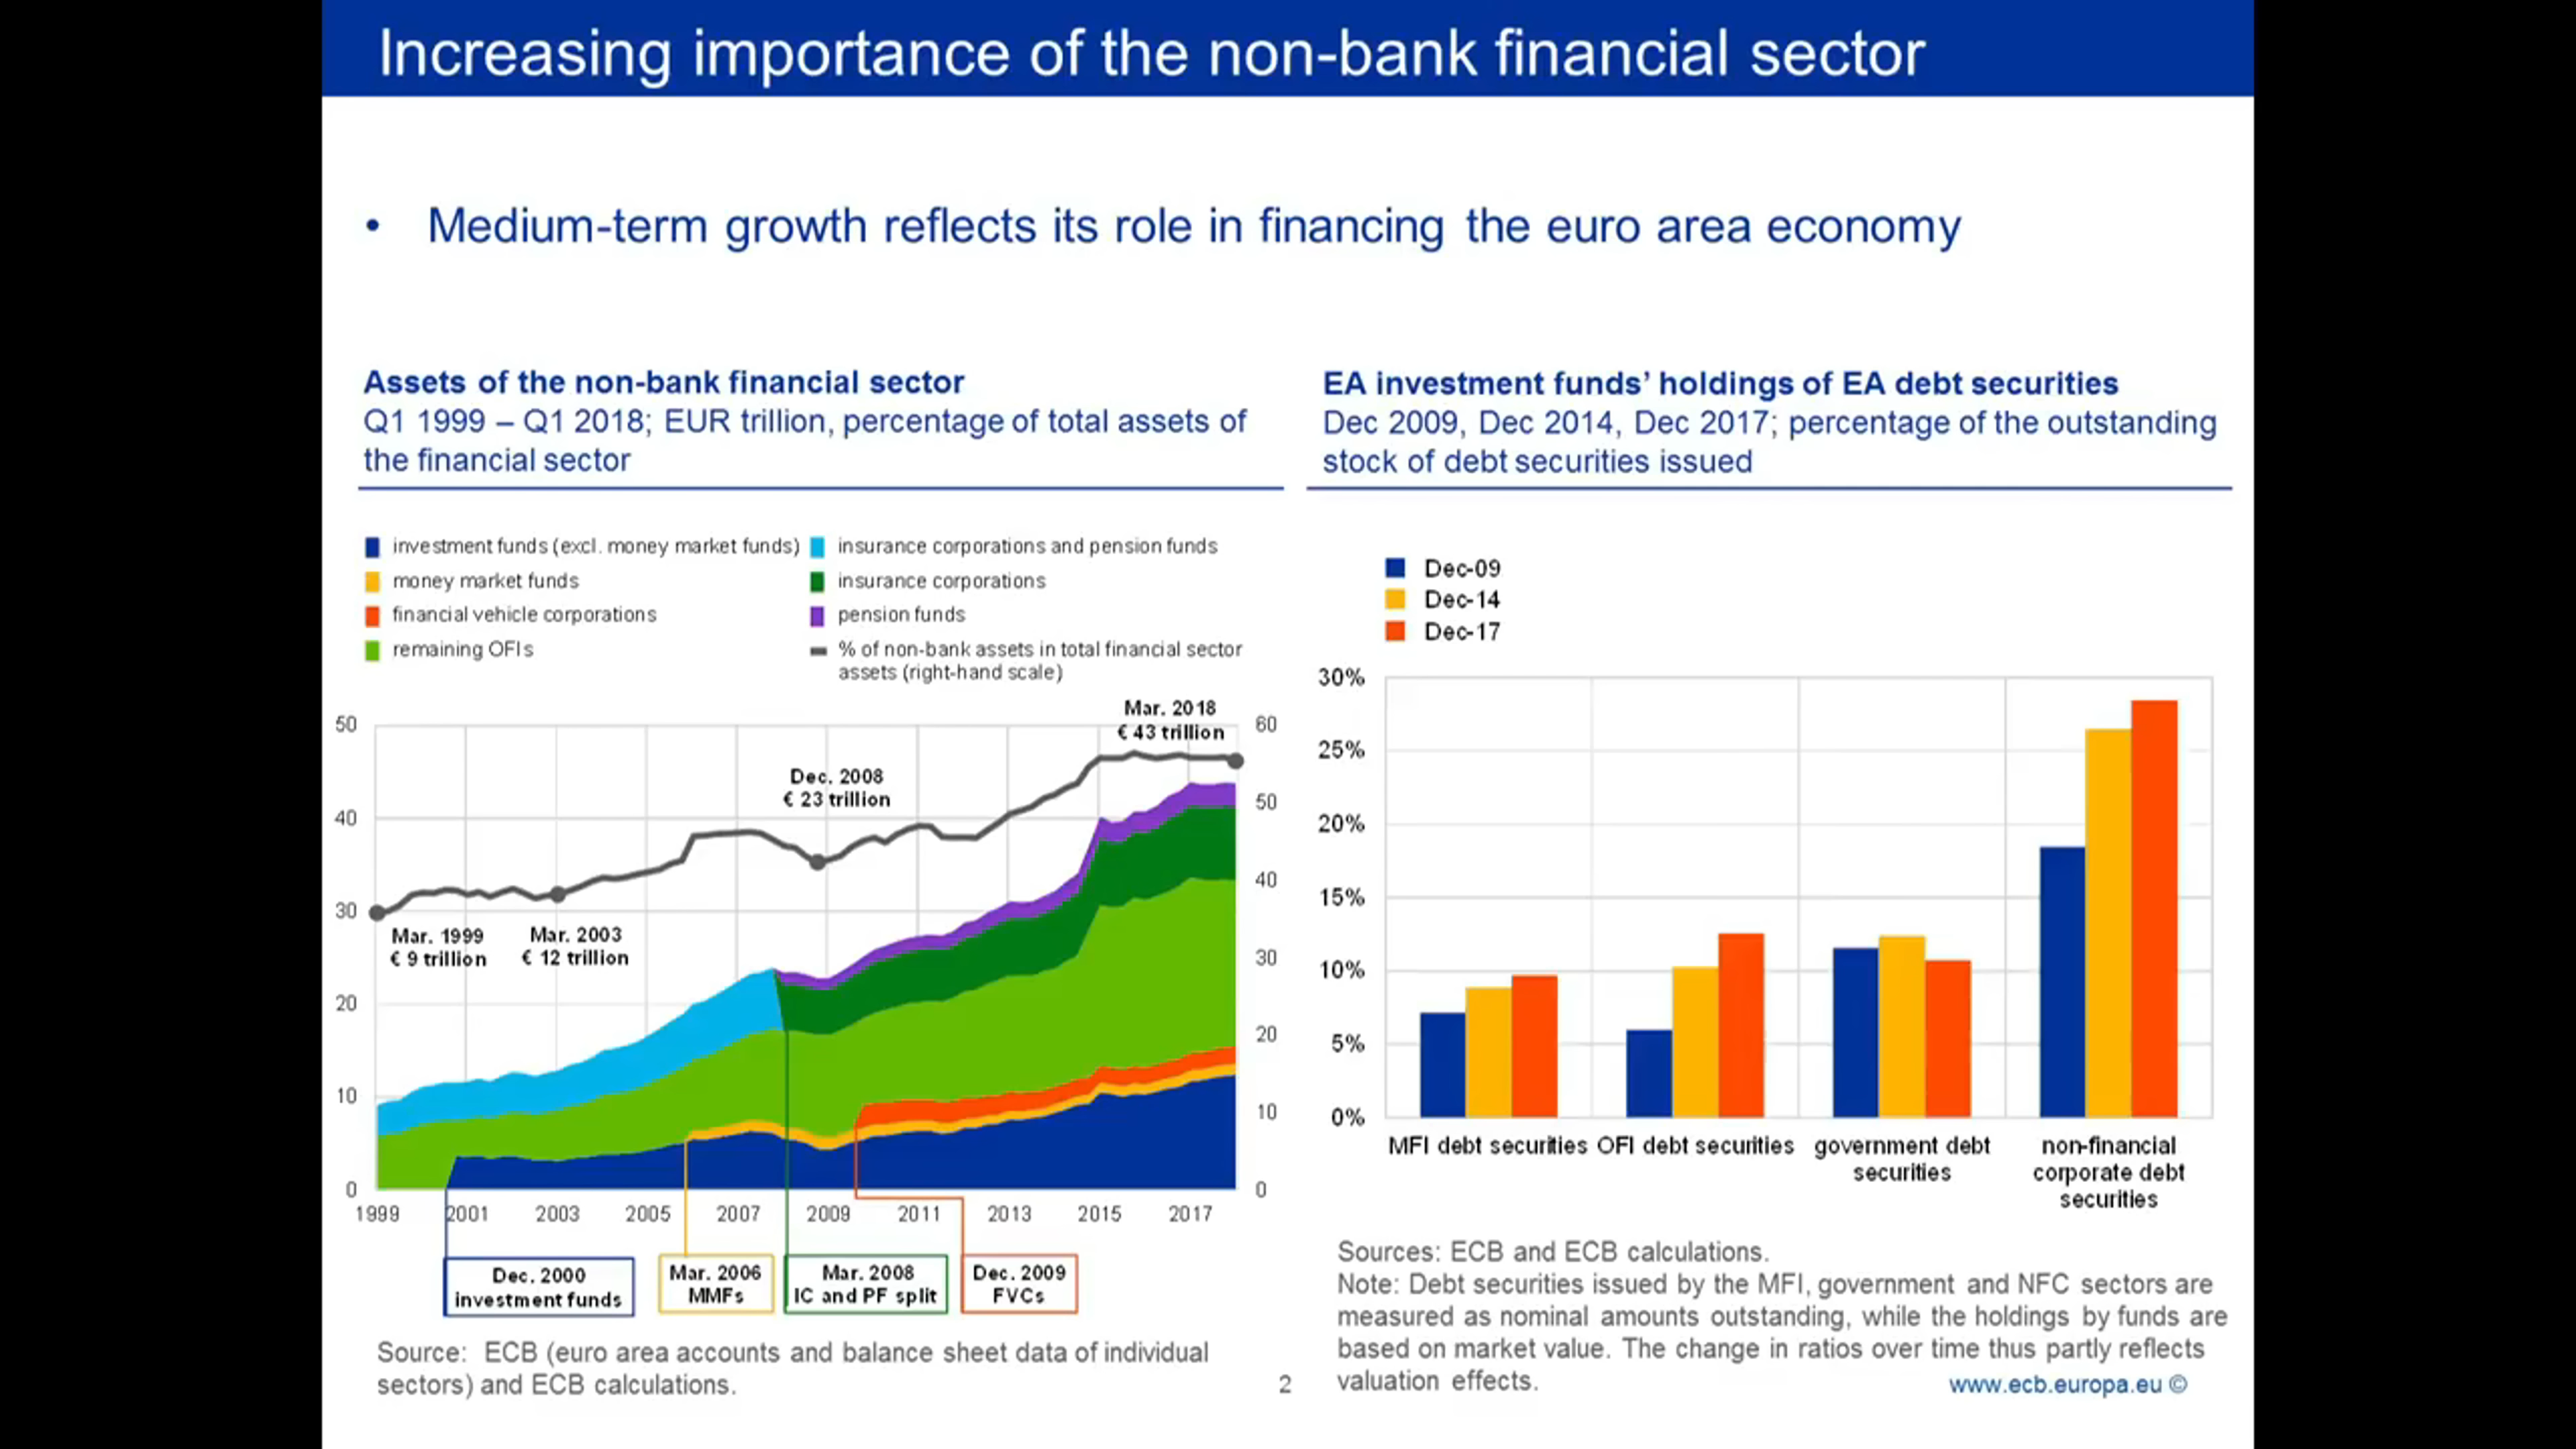 Increasing importance of the non-bank financial sector
• Medium-term growth reflects its role in financing the euro area economy
Assets of the non-bank financial sector
Q1 1999 – Q1 2018; EUR trillion, percentage of total assets of
the financial sector
investment funds (excl. money market funds)
money market funds
financial vehicle corporations
remaining OFIs
insurance corporations and pension funds
insurance corporations
pension funds
% of non-bank assets in total financial sector
assets (right-hand scale)
50
40
30
20
10
0
60
50
40
30
20
10
0
Mar. 1999
€ 9 trillion
Mar. 2003
€ 12 trillion
Dec. 2008
€ 23 trillion
Mar. 2018
€ 43 trillion
1999 2001 2003 2005 2007 2009 2011 2013 2015 2017
Dec. 2000
investment funds
Mar. 2006
MMFs
Mar. 2008
IC and PF split
Dec. 2009
FVCs
Source: ECB (euro area accounts and balance sheet data of individual
sectors) and ECB calculations.
EA investment funds’ holdings of EA debt securities
Dec 2009, Dec 2014, Dec 2017; percentage of the outstanding
stock of debt securities issued
Dec-09
Dec-14
Dec-17
30%
25%
20%
15%
10%
5%
0%
MFI debt securities
OFI debt securities
government debt
securities
non-financial
corporate debt
securities
Sources: ECB and ECB calculations.
Note: Debt securities issued by the MFI, government and NFC sectors are
measured as nominal amounts outstanding, while the holdings by funds are
based on market value. The change in ratios over time thus partly reflects
valuation effects.
2
www.ecb.europa.eu ©